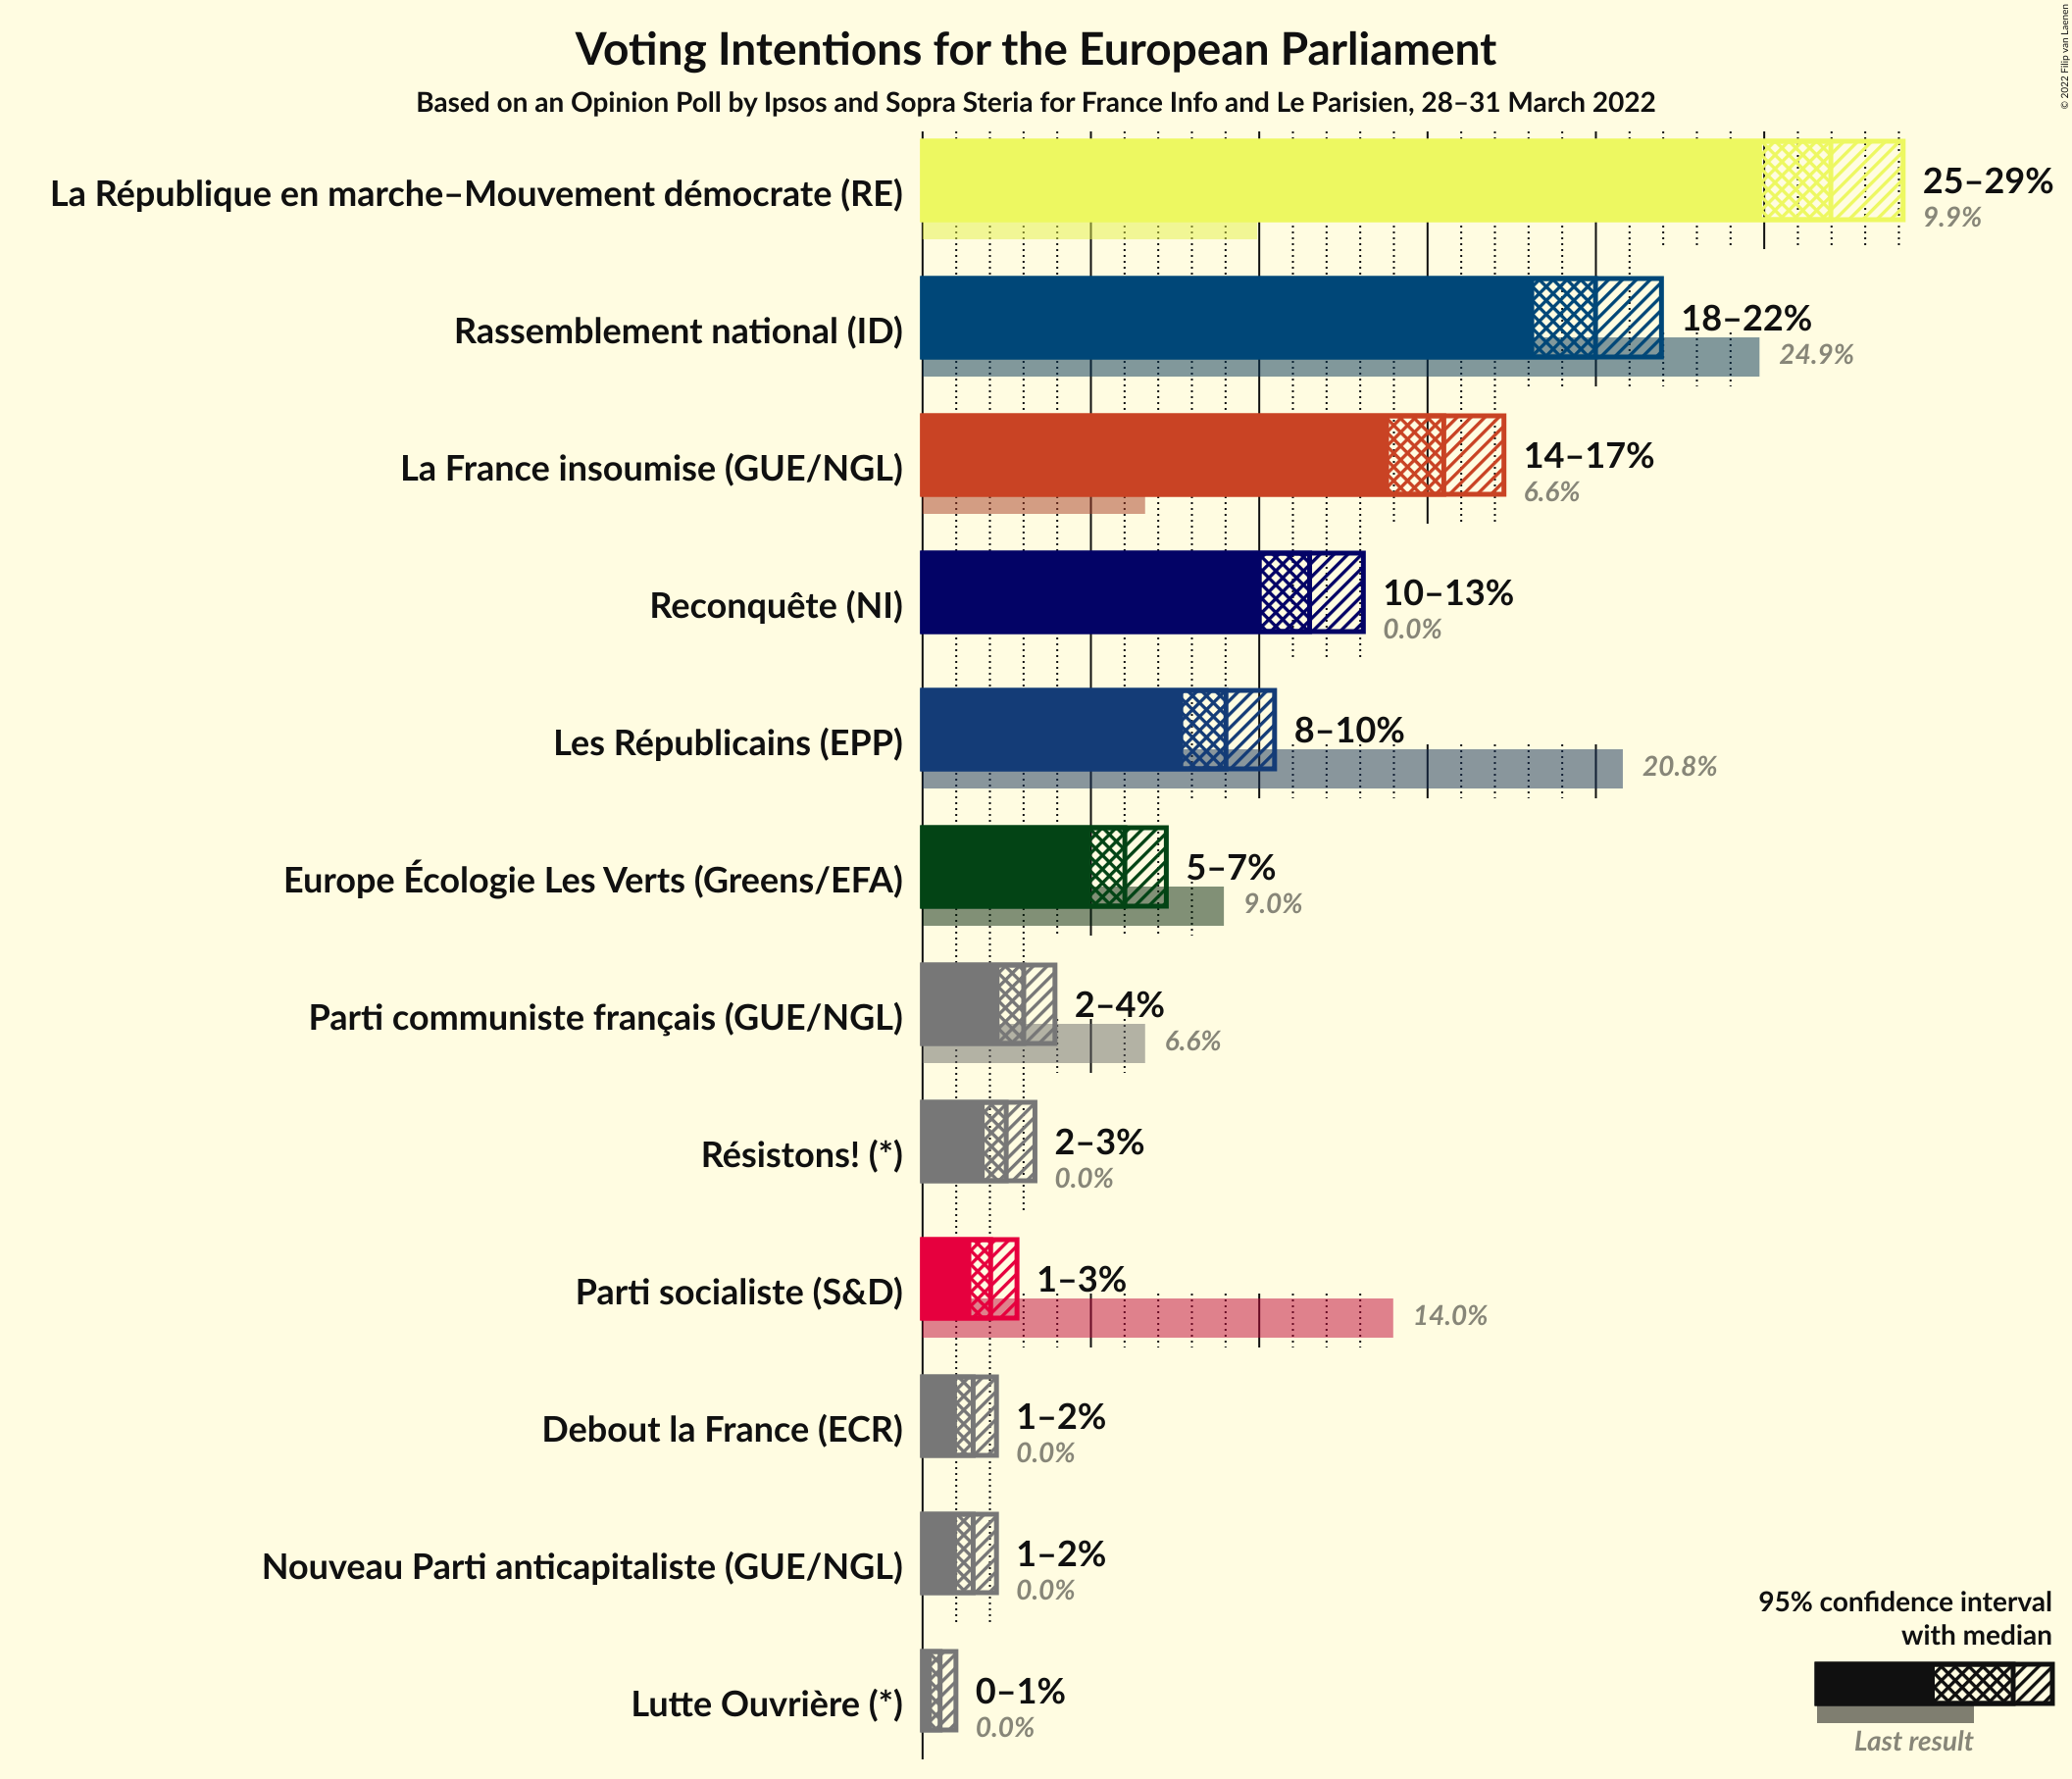 Voting Intentions for the European Parliament
Based on an Opinion Poll by Ipsos and Sopra Steria for France Info and Le Parisien, 28–31 March 2022
© 2022 Filip van Laenen
La République en marche–Mouvement démocrate (RE)
25–29%
9.9%
Rassemblement national (ID)
18–22%
24.9%
La France insoumise (GUE/NGL)
14–17%
6.6%
Reconquête (NI)
10–13%
0.0%
Les Républicains (EPP)
8–10%
20.8%
Europe Écologie Les Verts (Greens/EFA)
5–7%
9.0%
Parti communiste français (GUE/NGL)
2–4%
6.6%
Résistons! (*)
2–3%
0.0%
Parti socialiste (S&D)
1–3%
14.0%
Debout la France (ECR)
1–2%
0.0%
Nouveau Parti anticapitaliste (GUE/NGL)
1–2%
0.0%
Lutte Ouvrière (*)
0–1%
0.0%
95% confidence interval
with median
Last result